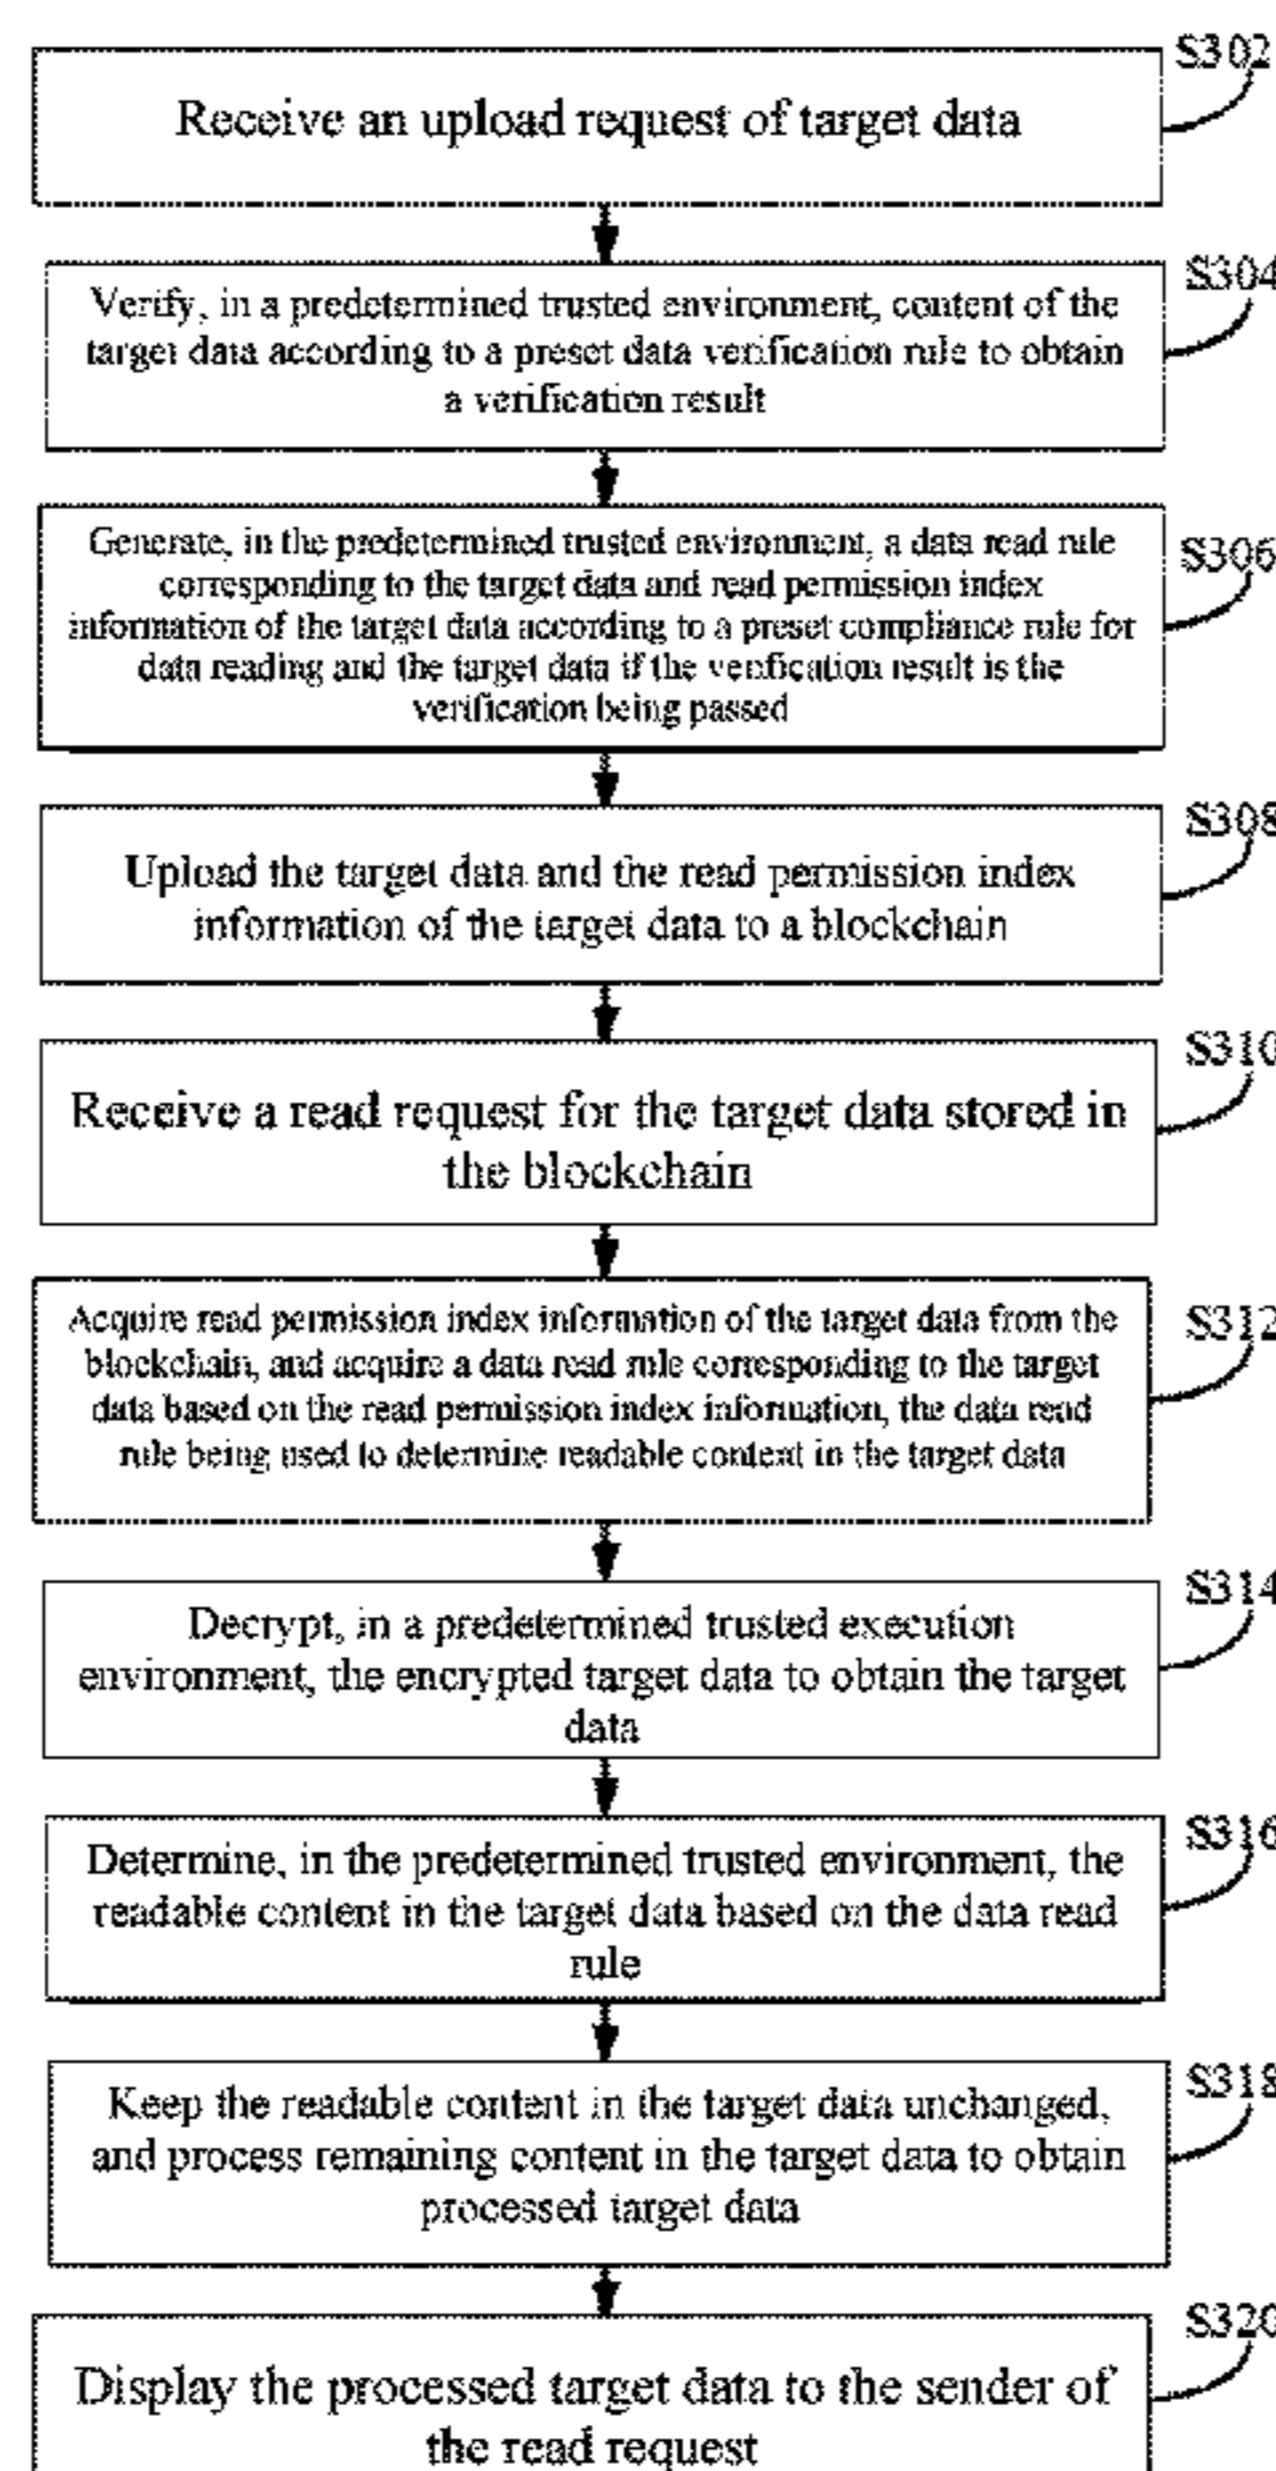 S302
Receive an upload request of target data
S304
Verify, in a predetermined trusted environment, content of the
target data according to a preset data verification rule to obtain
a verification result
S306
Generate, in the predetermined trusted environment, a data read rule
corresponding to the target data and read permission index
information of the target data according to a preset compliance rule for
data reading and the target data if the verification result is the
verification being passed
S308
Upload the target data and the read permission index
information of the target data to a blockchain
S310
Receive a read request for the target data stored in
the blockchain
S312
Acquire read permission index information of the target data from the
blockchain, and acquire a data read rule corresponding to the target
data based on the read permission index information, the data read
rule being used to determine readable content in the target data
S314
Decrypt, in a predetermined trusted execution
environment, the encrypted target data to obtain the target
data
S316
Determine, in the predetermined trusted environment, the
readable content in the target data based on the data read
rule
S318
Keep the readable content in the target data unchanged,
and process remaining content in the target data to obtain
processed target data
S320
Display the processed target data to the sender of
the read request